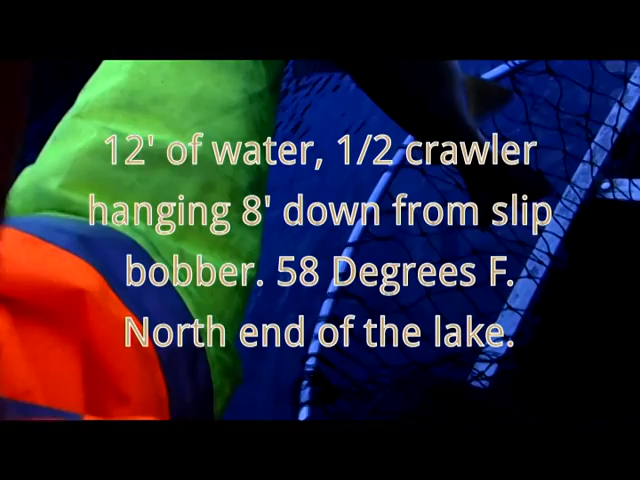 12' of water, 1/2 crawler
hanging 8' down from slip
bobber. 58 Degrees F.
North end of the lake.